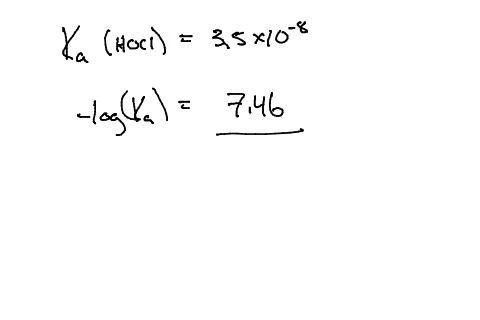 Ka (HOCl) = 3.5×10⁻⁸
-log(Ka) = 7.46